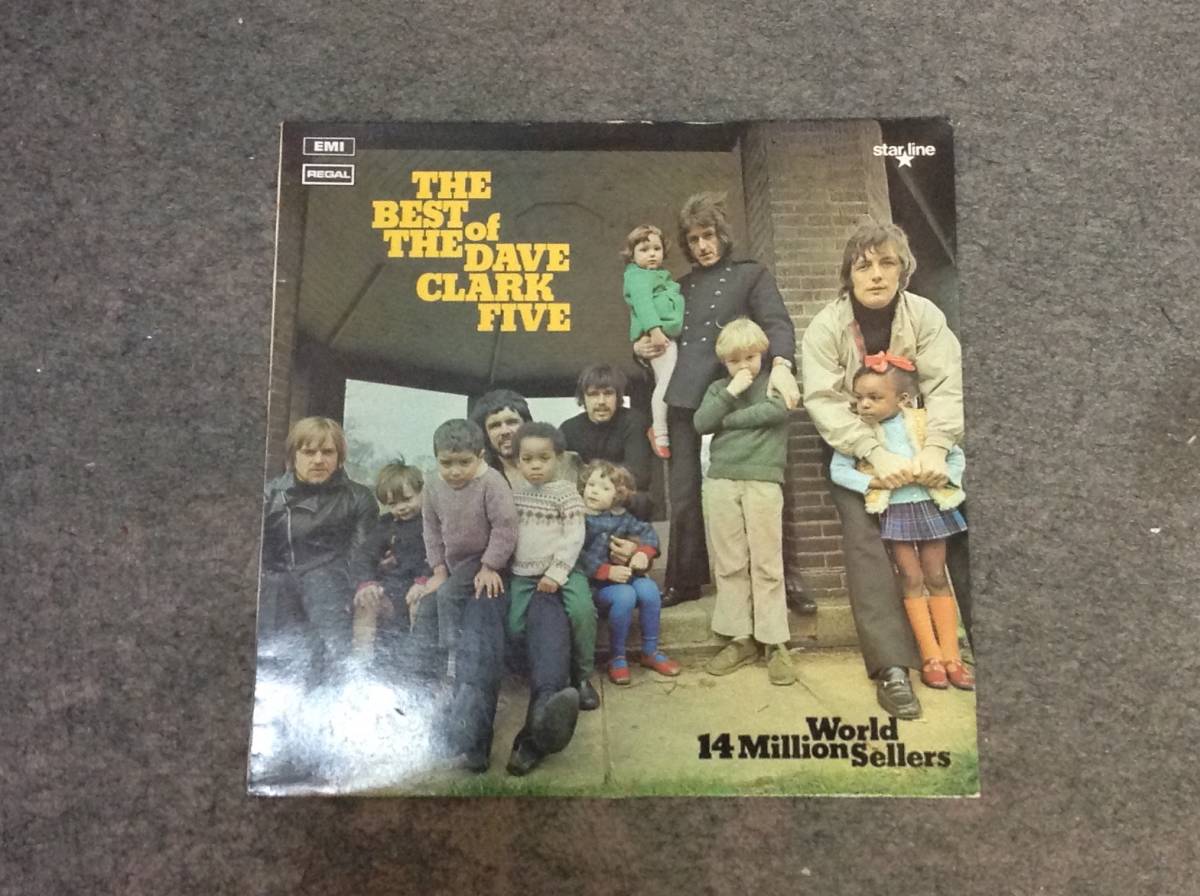 EMI
REGAL
star line
THE
BEST of
THE DAVE
CLARK
FIVE
World
14 Million Sellers